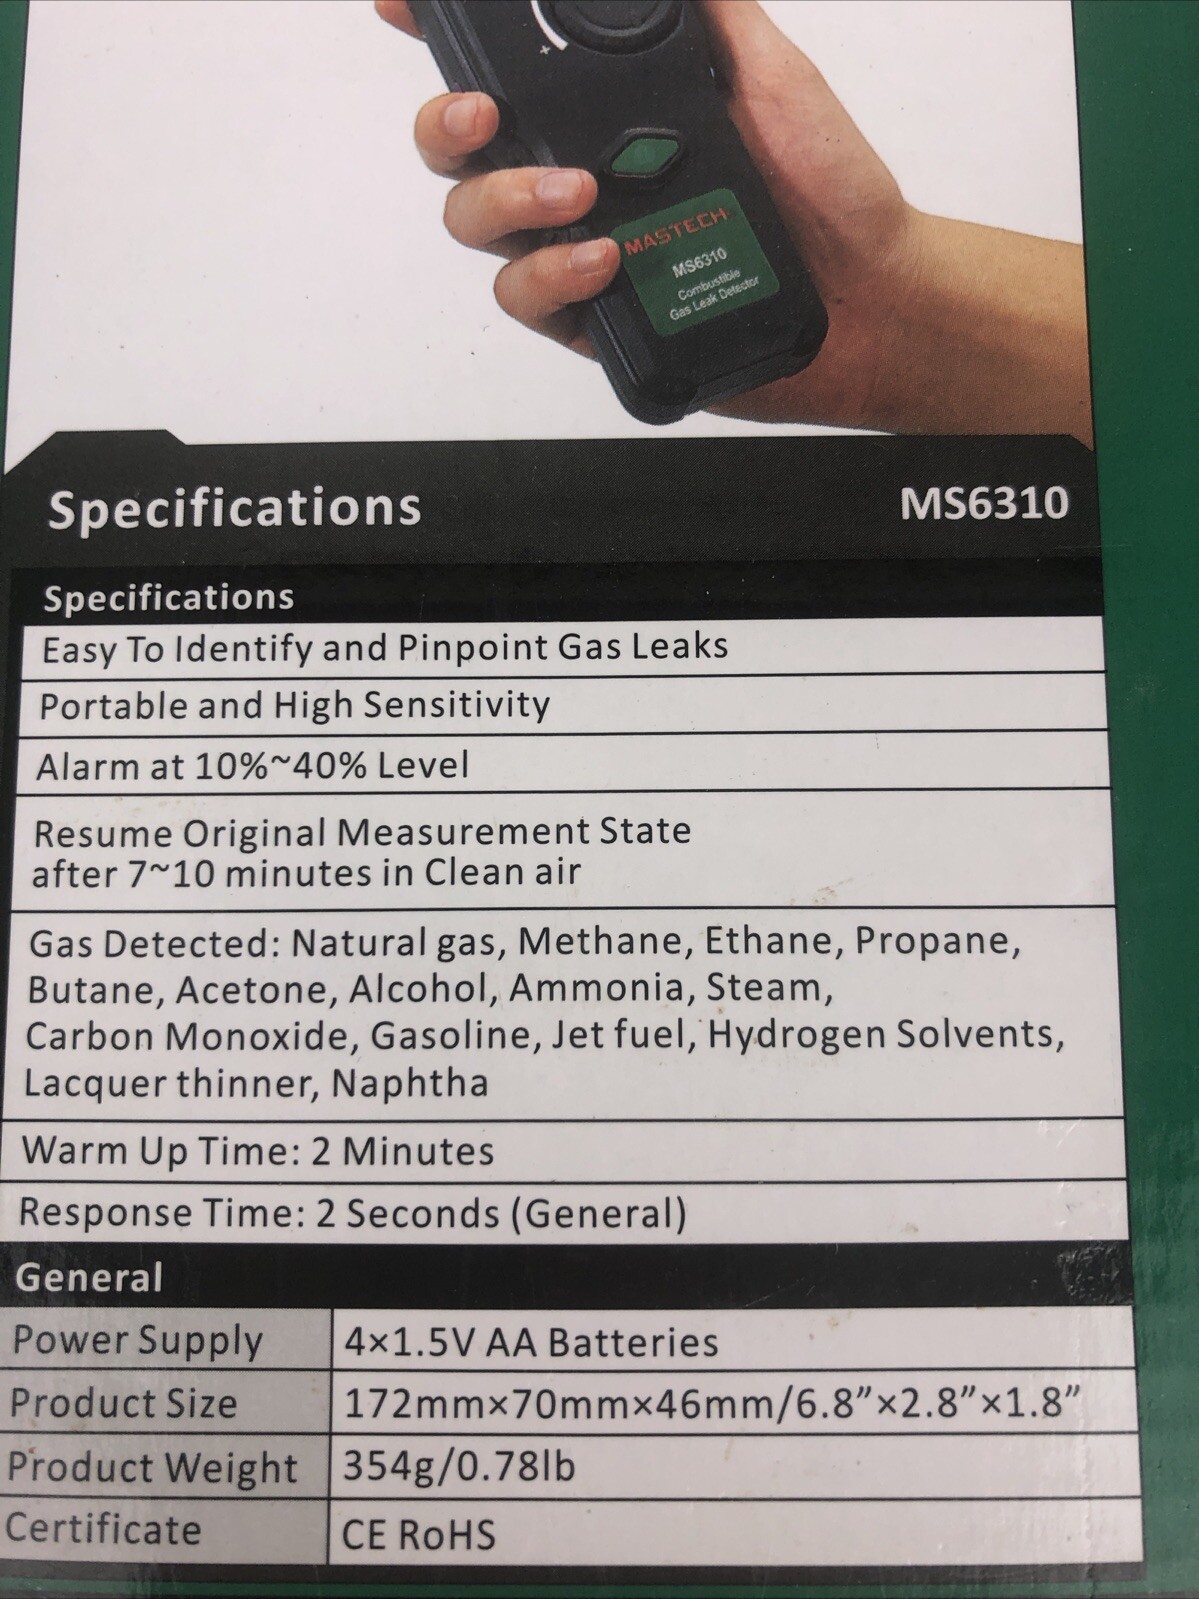 +
MASTECH
MS6310
Combustible
Gas Leak Detector
Specifications MS6310
Specifications
Easy To Identify and Pinpoint Gas Leaks
Portable and High Sensitivity
Alarm at 10%~40% Level
Resume Original Measurement State
after 7~10 minutes in Clean air
Gas Detected: Natural gas, Methane, Ethane, Propane,
Butane, Acetone, Alcohol, Ammonia, Steam,
Carbon Monoxide, Gasoline, Jet fuel, Hydrogen Solvents,
Lacquer thinner, Naphtha
Warm Up Time: 2 Minutes
Response Time: 2 Seconds (General)
General
Power Supply 4×1.5V AA Batteries
Product Size 172mm×70mm×46mm/6.8”×2.8”×1.8”
Product Weight 354g/0.78lb
Certificate CE RoHS